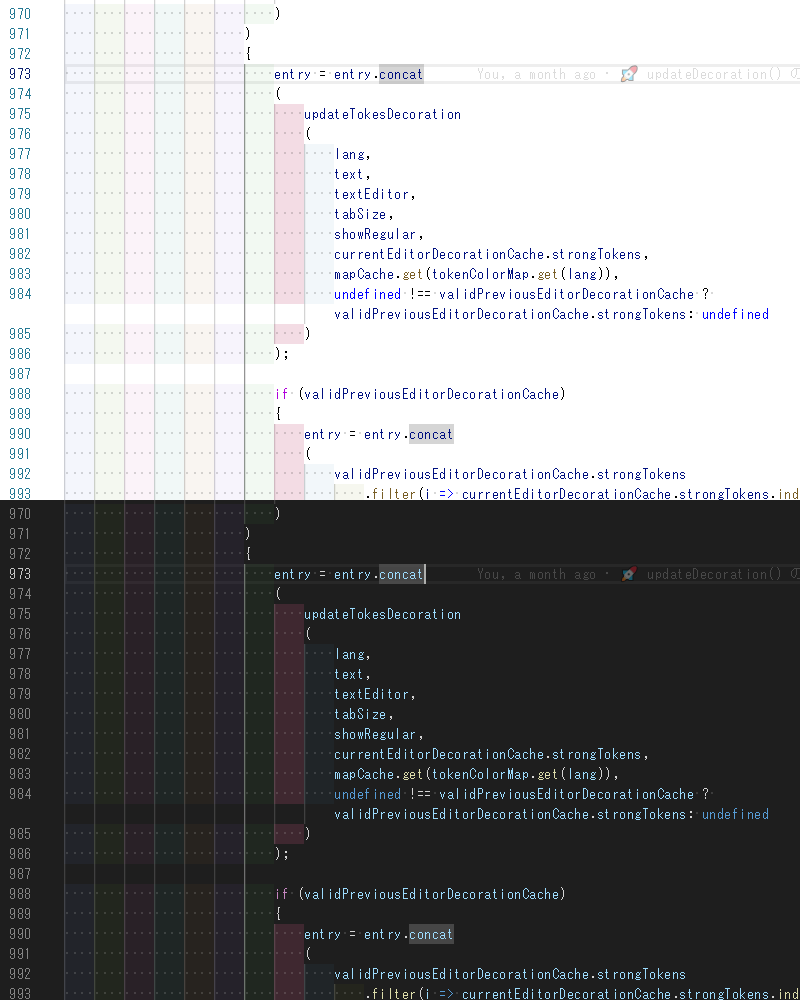 970 )
971 )
972 {
973 entry = entry.concat You, a month ago · 🚀 updateDecoration() の
974 (
975 updateTokesDecoration
976 (
977 lang,
978 text,
979 textEditor,
980 tabSize,
981 showRegular,
982 currentEditorDecorationCache.strongTokens,
983 mapCache.get(tokenColorMap.get(lang)),
984 undefined !== validPreviousEditorDecorationCache ?
validPreviousEditorDecorationCache.strongTokens: undefined
985 )
986 );
987
988 if (validPreviousEditorDecorationCache)
989 {
990 entry = entry.concat
991 (
992 validPreviousEditorDecorationCache.strongTokens
993 .filter(i => currentEditorDecorationCache.strongTokens.ind
970 )
971 )
972 {
973 entry = entry.concat You, a month ago · 🚀 updateDecoration() の
974 (
975 updateTokesDecoration
976 (
977 lang,
978 text,
979 textEditor,
980 tabSize,
981 showRegular,
982 currentEditorDecorationCache.strongTokens,
983 mapCache.get(tokenColorMap.get(lang)),
984 undefined !== validPreviousEditorDecorationCache ?
validPreviousEditorDecorationCache.strongTokens: undefined
985 )
986 );
987
988 if (validPreviousEditorDecorationCache)
989 {
990 entry = entry.concat
991 (
992 validPreviousEditorDecorationCache.strongTokens
993 .filter(i => currentEditorDecorationCache.strongTokens.ind